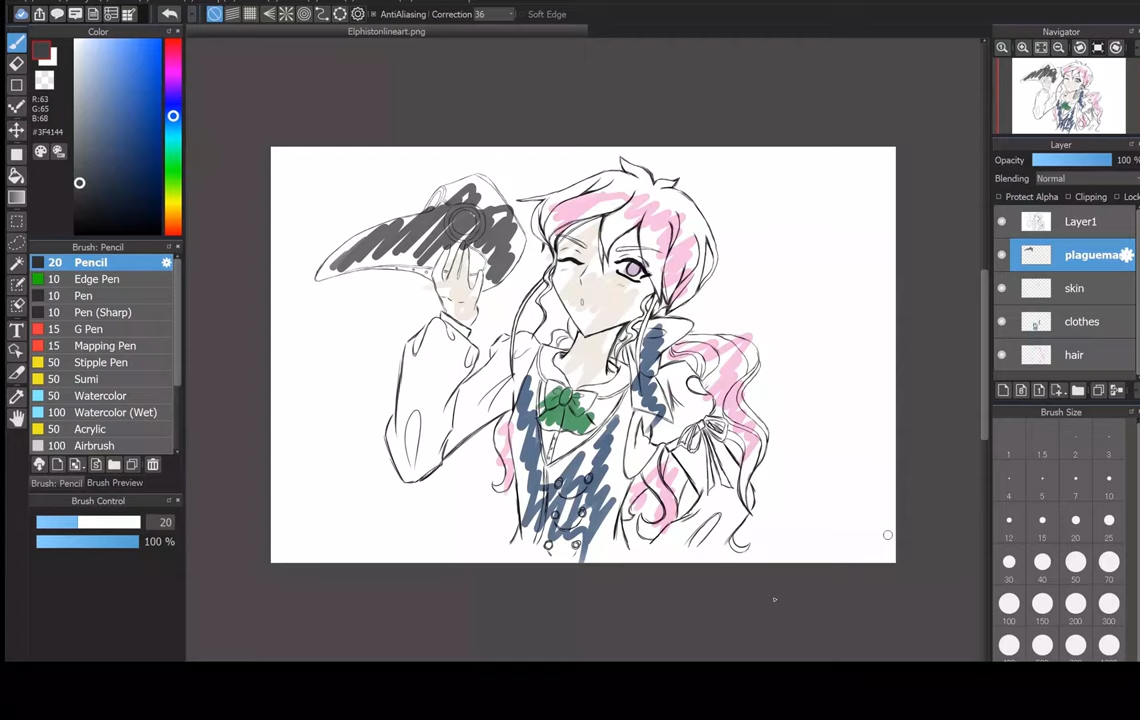 AntiAliasing Correction 36 Soft Edge
Elphistonlineart.png
Color
R:63
G:65
B:68
#3F4144
Brush: Pencil
20 Pencil
10 Edge Pen
10 Pen
10 Pen (Sharp)
15 G Pen
15 Mapping Pen
50 Stipple Pen
50 Sumi
50 Watercolor
100 Watercolor (Wet)
50 Acrylic
100 Airbrush
Brush: Pencil Brush Preview
Brush Control
20
100 %
Navigator
Layer
Opacity 100 %
Blending Normal
Protect Alpha Clipping Lock
Layer1
skin
clothes
hair
Brush Size
1 1.5 2 3
4 5 7 10
12 15 20 25
30 40 50 70
100 150 200 300